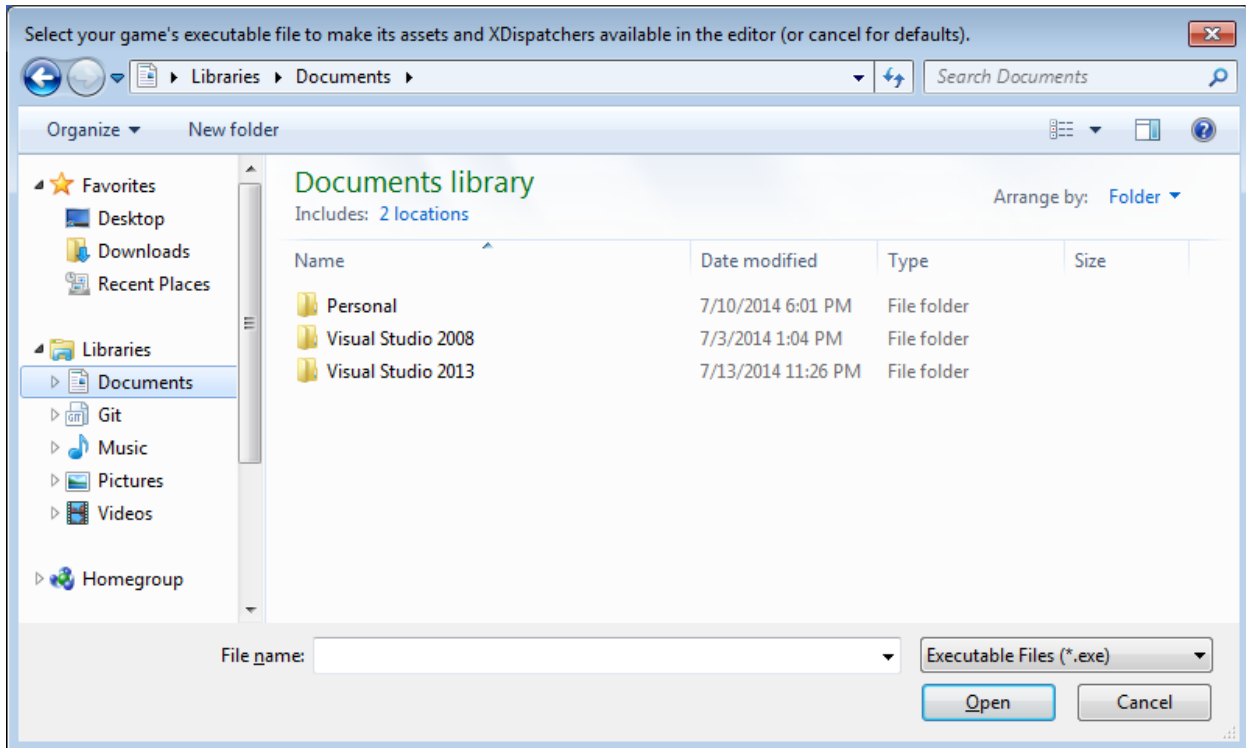 Select your game's executable file to make its assets and XDispatchers available in the editor (or cancel for defaults).
Libraries Documents
Search Documents
Organize New folder
Favorites
Desktop
Downloads
Recent Places
Libraries
Documents
Git
Music
Pictures
Videos
Homegroup
Documents library
Includes: 2 locations
Arrange by: Folder
Name Date modified Type Size
Personal 7/10/2014 6:01 PM File folder
Visual Studio 2008 7/3/2014 1:04 PM File folder
Visual Studio 2013 7/13/2014 11:26 PM File folder
File name:
Executable Files (*.exe)
Open Cancel